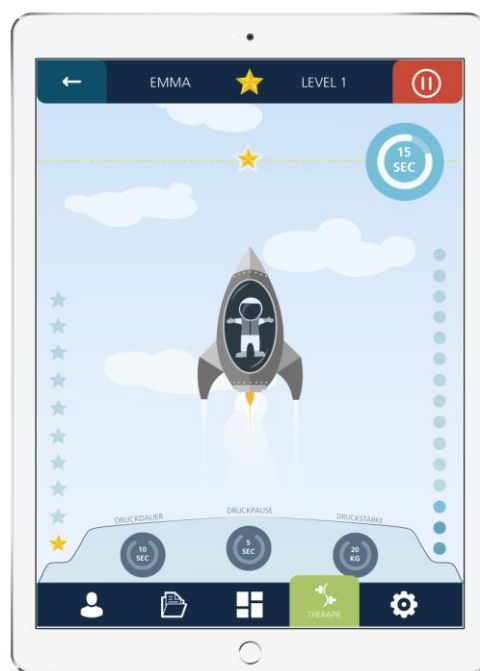 EMMA LEVEL 1
15
SEC
DRUCKDAUER DRUCKPAUSE DRUCKSTÄRKE
10
SEC
5
SEC
20
KG
THERAPIE